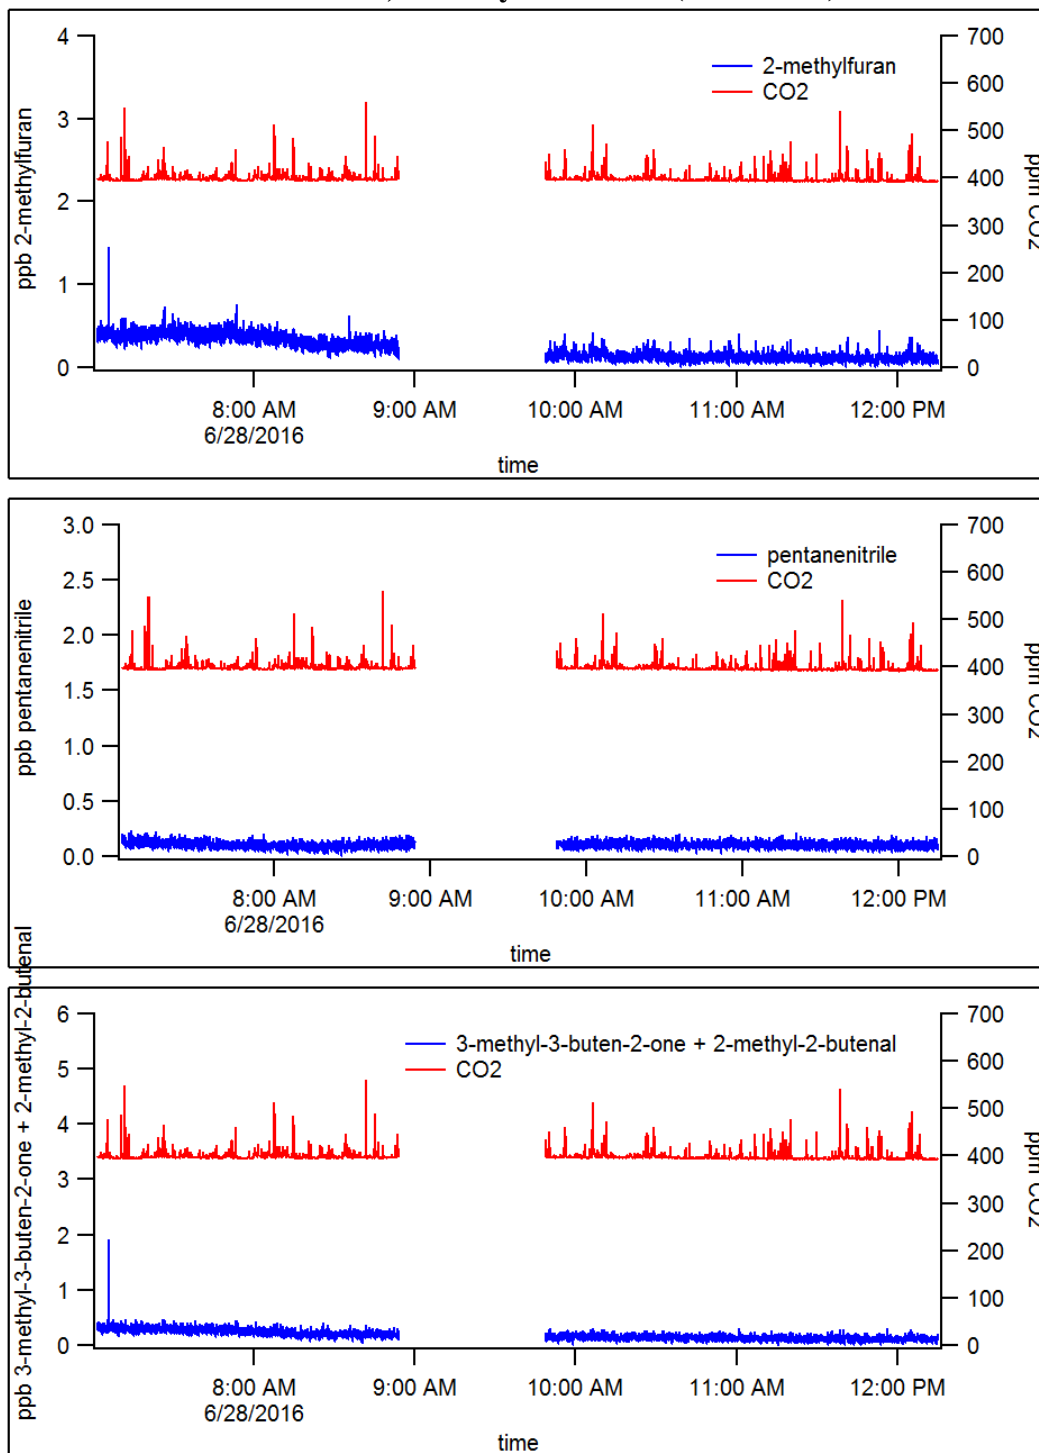 4
3
2
1
0
ppb 2-methylfuran
2-methylfuran
CO2
700
600
500
400
300
200
100
0
ppm CO2
8:00 AM
6/28/2016
9:00 AM
10:00 AM
11:00 AM
12:00 PM
time
3.0
2.5
2.0
1.5
1.0
0.5
0.0
ppb pentanenitrile
pentanenitrile
CO2
700
600
500
400
300
200
100
0
ppm CO2
8:00 AM
6/28/2016
9:00 AM
10:00 AM
11:00 AM
12:00 PM
time
6
5
4
3
2
1
0
ppb 3-methyl-3-buten-2-one + 2-methyl-2-butenal
3-methyl-3-buten-2-one + 2-methyl-2-butenal
CO2
700
600
500
400
300
200
100
0
ppm CO2
8:00 AM
6/28/2016
9:00 AM
10:00 AM
11:00 AM
12:00 PM
time